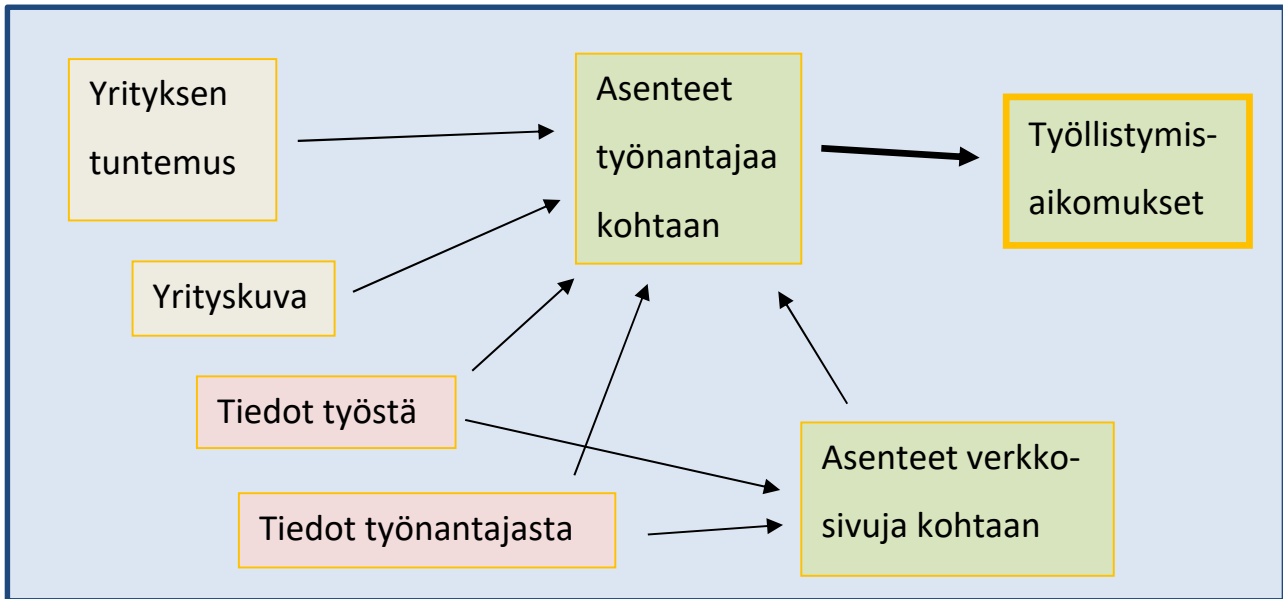 Yrityksen
tuntemus
Asenteet
työnantajaa
kohtaan
Työllistymis-
aikomukset
Yrityskuva
Tiedot työstä
Tiedot työnantajasta
Asenteet verkko-
sivuja kohtaan